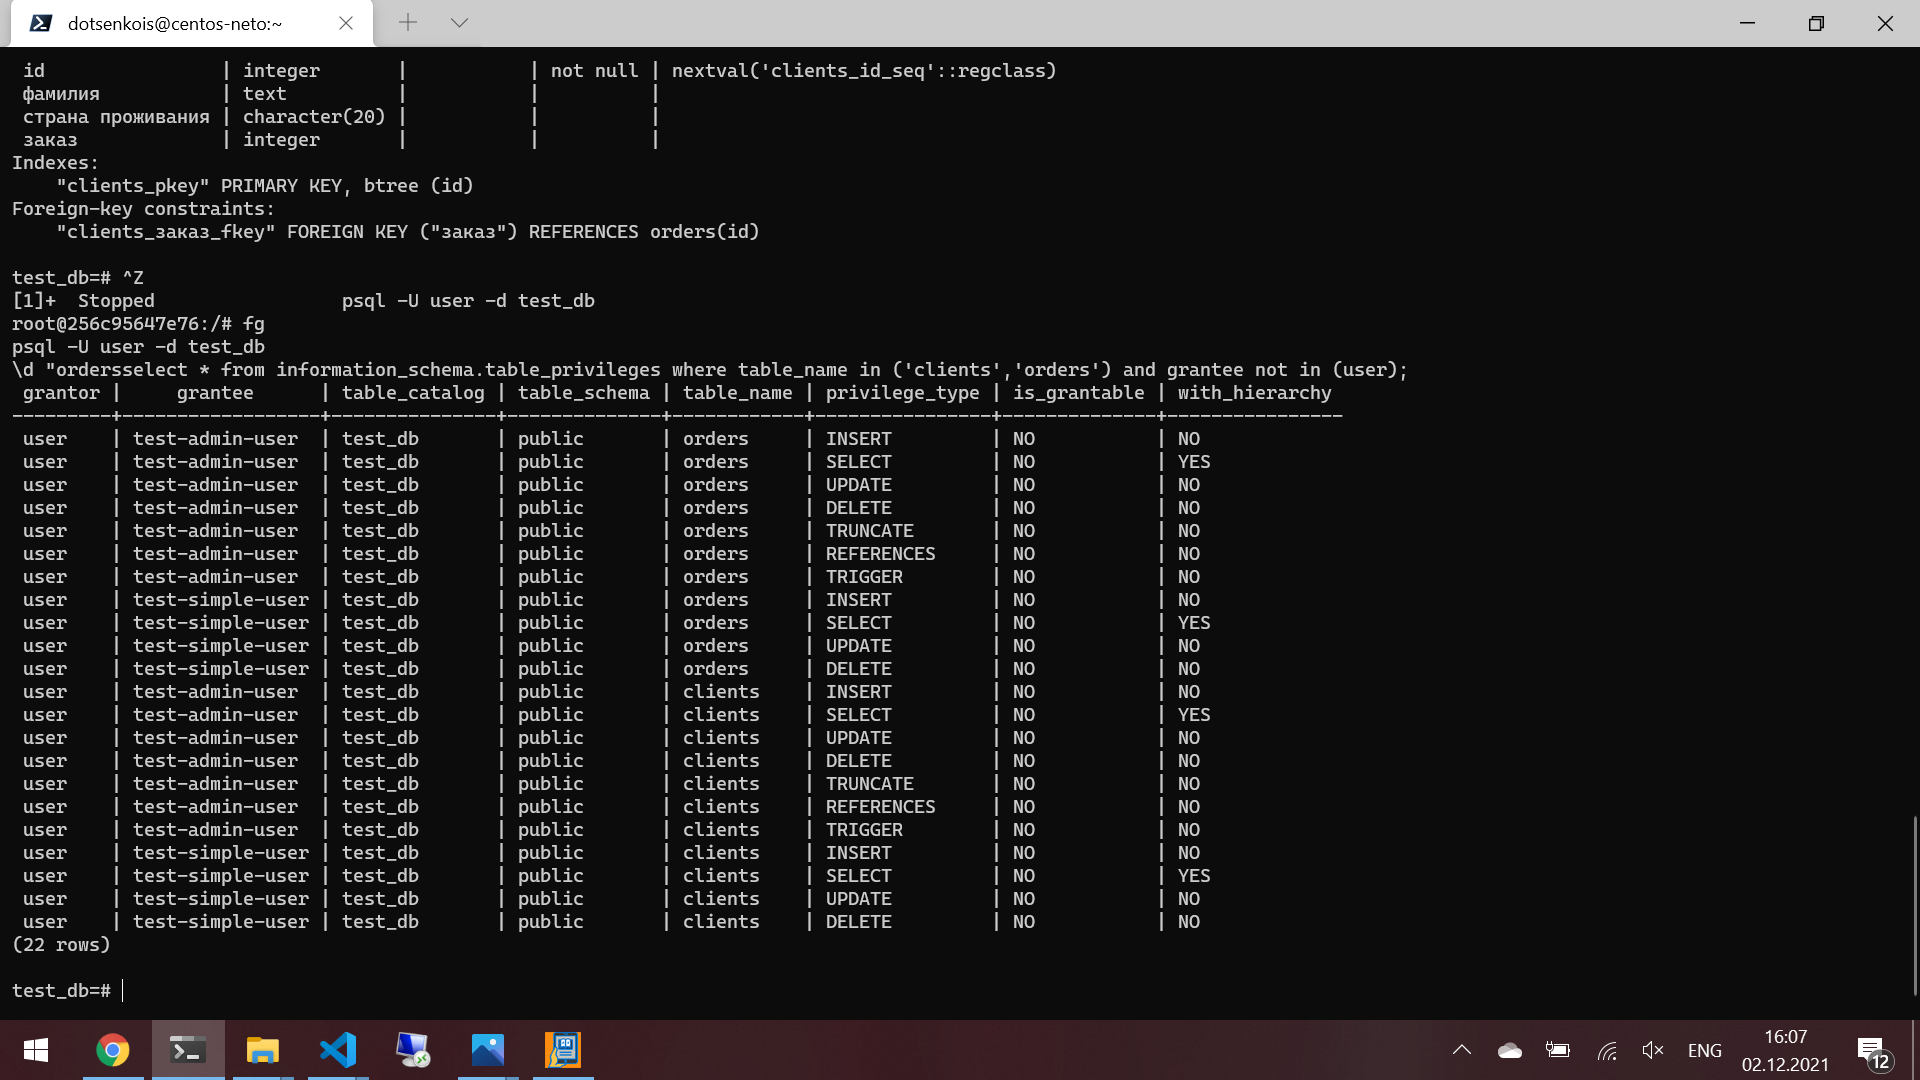 dotsenkois@centos-neto:~
 id                | integer       |           | not null | nextval('clients_id_seq'::regclass)
 фамилия           | text          |           |          |
 страна проживания | character(20) |           |          |
 заказ             | integer       |           |          |
Indexes:
    "clients_pkey" PRIMARY KEY, btree (id)
Foreign-key constraints:
    "clients_заказ_fkey" FOREIGN KEY ("заказ") REFERENCES orders(id)
test_db=# ^Z
[1]+  Stopped                 psql -U user -d test_db
root@256c95647e76:/# fg
psql -U user -d test_db
\d "ordersselect * from information_schema.table_privileges where table_name in ('clients','orders') and grantee not in (user);
 grantor |     grantee      | table_catalog | table_schema | table_name | privilege_type | is_grantable | with_hierarchy
---------+------------------+---------------+--------------+------------+----------------+--------------+----------------
 user    | test-admin-user  | test_db       | public       | orders     | INSERT         | NO           | NO
 user    | test-admin-user  | test_db       | public       | orders     | SELECT         | NO           | YES
 user    | test-admin-user  | test_db       | public       | orders     | UPDATE         | NO           | NO
 user    | test-admin-user  | test_db       | public       | orders     | DELETE         | NO           | NO
 user    | test-admin-user  | test_db       | public       | orders     | TRUNCATE       | NO           | NO
 user    | test-admin-user  | test_db       | public       | orders     | REFERENCES     | NO           | NO
 user    | test-admin-user  | test_db       | public       | orders     | TRIGGER        | NO           | NO
 user    | test-simple-user | test_db       | public       | orders     | INSERT         | NO           | NO
 user    | test-simple-user | test_db       | public       | orders     | SELECT         | NO           | YES
 user    | test-simple-user | test_db       | public       | orders     | UPDATE         | NO           | NO
 user    | test-simple-user | test_db       | public       | orders     | DELETE         | NO           | NO
 user    | test-admin-user  | test_db       | public       | clients    | INSERT         | NO           | NO
 user    | test-admin-user  | test_db       | public       | clients    | SELECT         | NO           | YES
 user    | test-admin-user  | test_db       | public       | clients    | UPDATE         | NO           | NO
 user    | test-admin-user  | test_db       | public       | clients    | DELETE         | NO           | NO
 user    | test-admin-user  | test_db       | public       | clients    | TRUNCATE       | NO           | NO
 user    | test-admin-user  | test_db       | public       | clients    | REFERENCES     | NO           | NO
 user    | test-admin-user  | test_db       | public       | clients    | TRIGGER        | NO           | NO
 user    | test-simple-user | test_db       | public       | clients    | INSERT         | NO           | NO
 user    | test-simple-user | test_db       | public       | clients    | SELECT         | NO           | YES
 user    | test-simple-user | test_db       | public       | clients    | UPDATE         | NO           | NO
 user    | test-simple-user | test_db       | public       | clients    | DELETE         | NO           | NO
(22 rows)
test_db=#
ENG
16:07
02.12.2021
12